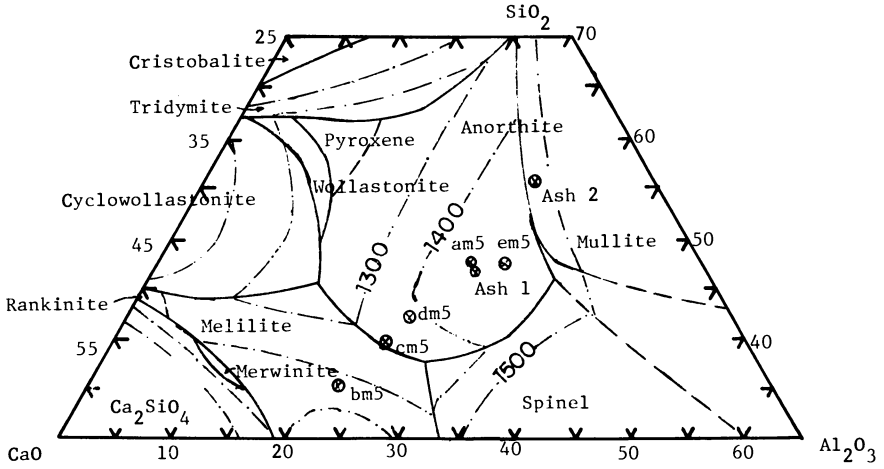 SiO2
25
70
Cristobalite
Tridymite
35
Pyroxene
Anorthite
60
Wollastonite
Cyclowollastonite
Ash 2
1400
45
am5 em5
Mullite
50
1300
Ash 1
Rankinite
dm5
Melilite
55
cm5
40
Merwinite
1500
bm5
Ca2SiO4
Spinel
CaO
10
20
30
40
50
60
Al2O3